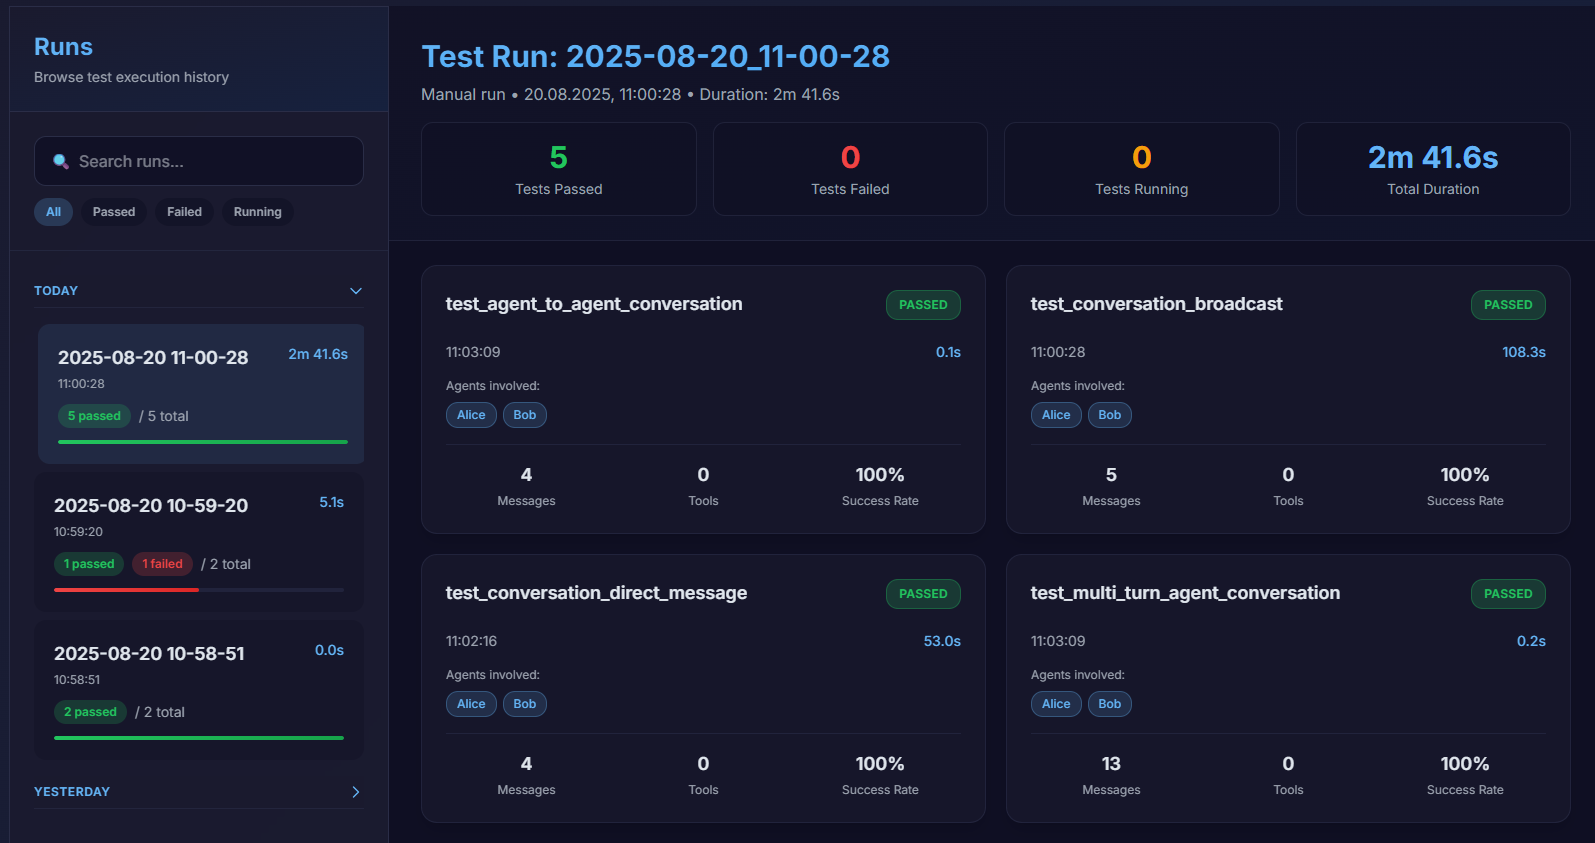 Runs
Browse test execution history
Search runs...
All Passed Failed Running
TODAY
2025-08-20 11-00-28 2m 41.6s
11:00:28
5 passed / 5 total
2025-08-20 10-59-20 5.1s
10:59:20
1 passed 1 failed / 2 total
2025-08-20 10-58-51 0.0s
10:58:51
2 passed / 2 total
YESTERDAY
Test Run: 2025-08-20_11-00-28
Manual run • 20.08.2025, 11:00:28 • Duration: 2m 41.6s
5
Tests Passed
0
Tests Failed
0
Tests Running
2m 41.6s
Total Duration
test_agent_to_agent_conversation PASSED
11:03:09 0.1s
Agents involved:
Alice Bob
4 0 100%
Messages Tools Success Rate
test_conversation_broadcast PASSED
11:00:28 108.3s
Agents involved:
Alice Bob
5 0 100%
Messages Tools Success Rate
test_conversation_direct_message PASSED
11:02:16 53.0s
Agents involved:
Alice Bob
4 0 100%
Messages Tools Success Rate
test_multi_turn_agent_conversation PASSED
11:03:09 0.2s
Agents involved:
Alice Bob
13 0 100%
Messages Tools Success Rate